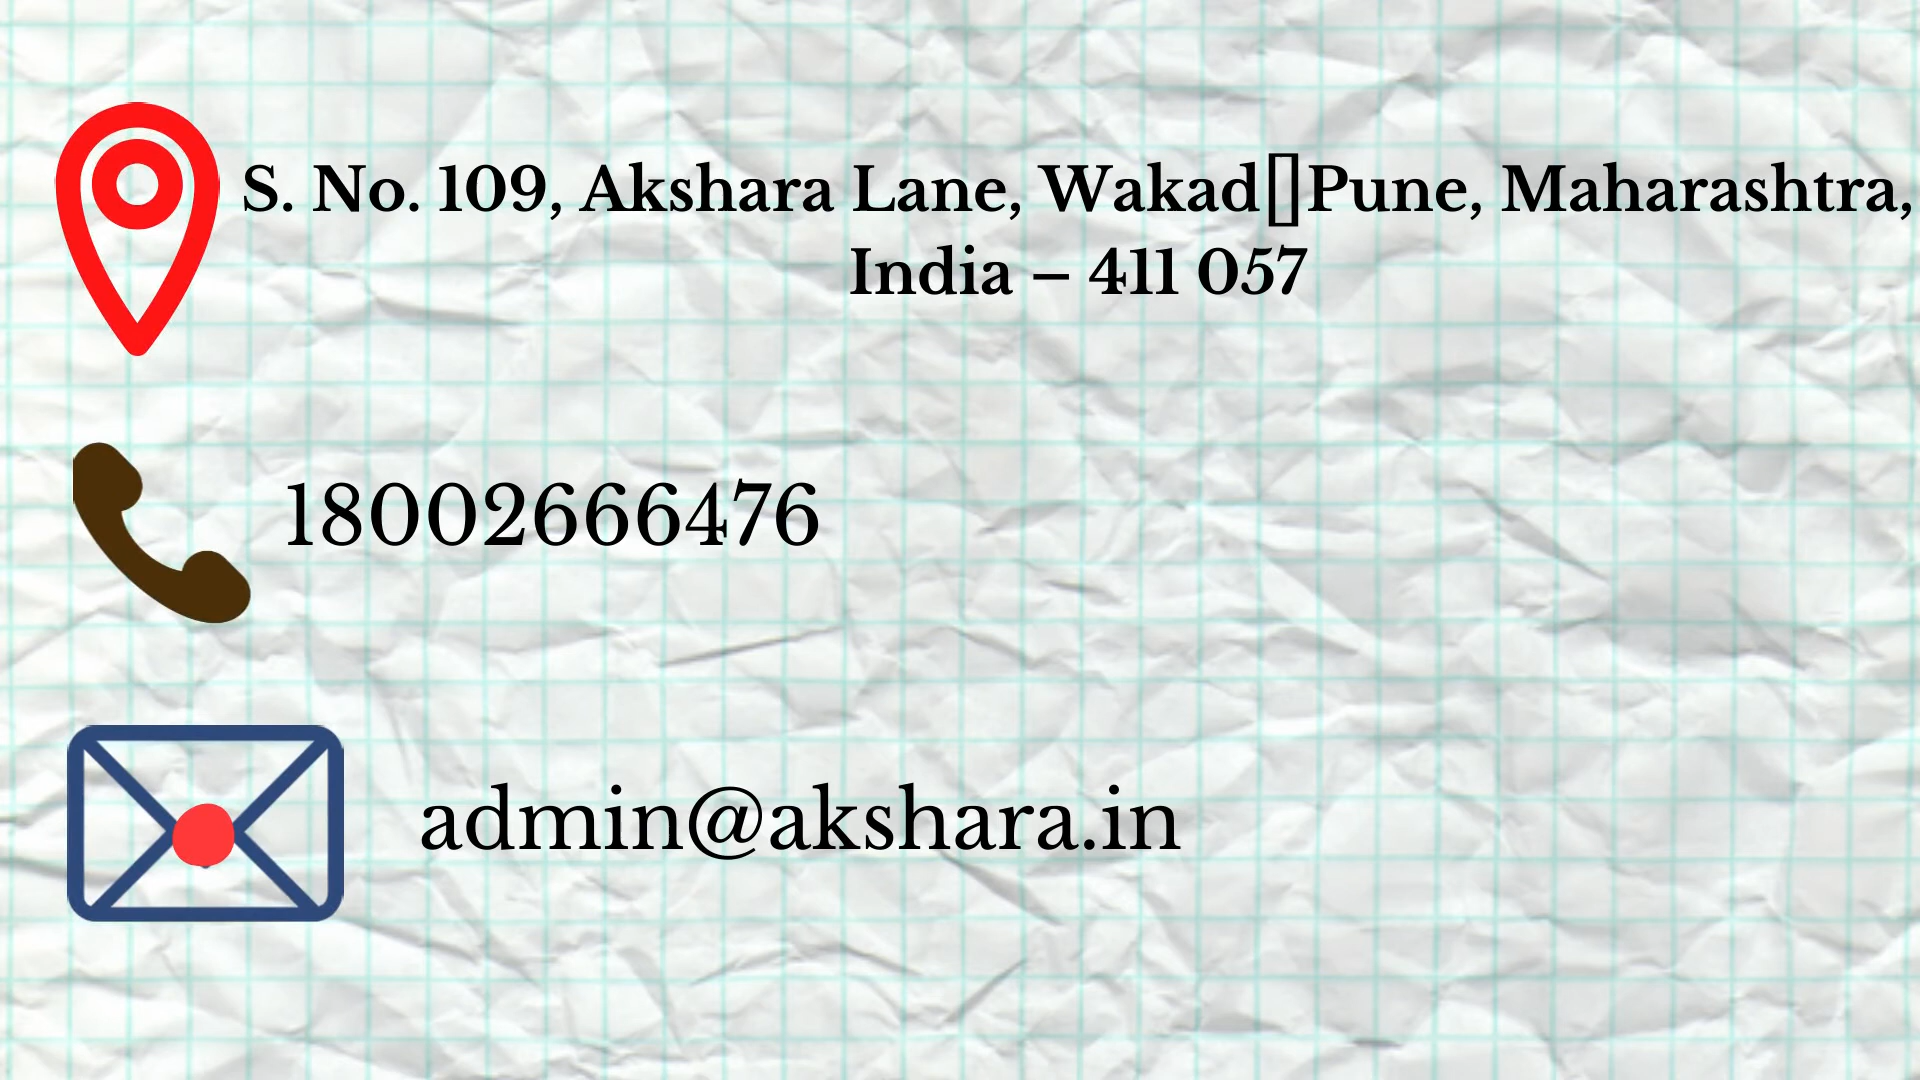 S. No. 109, Akshara Lane, Wakad▯Pune, Maharashtra,
India – 411 057
18002666476
admin@akshara.in